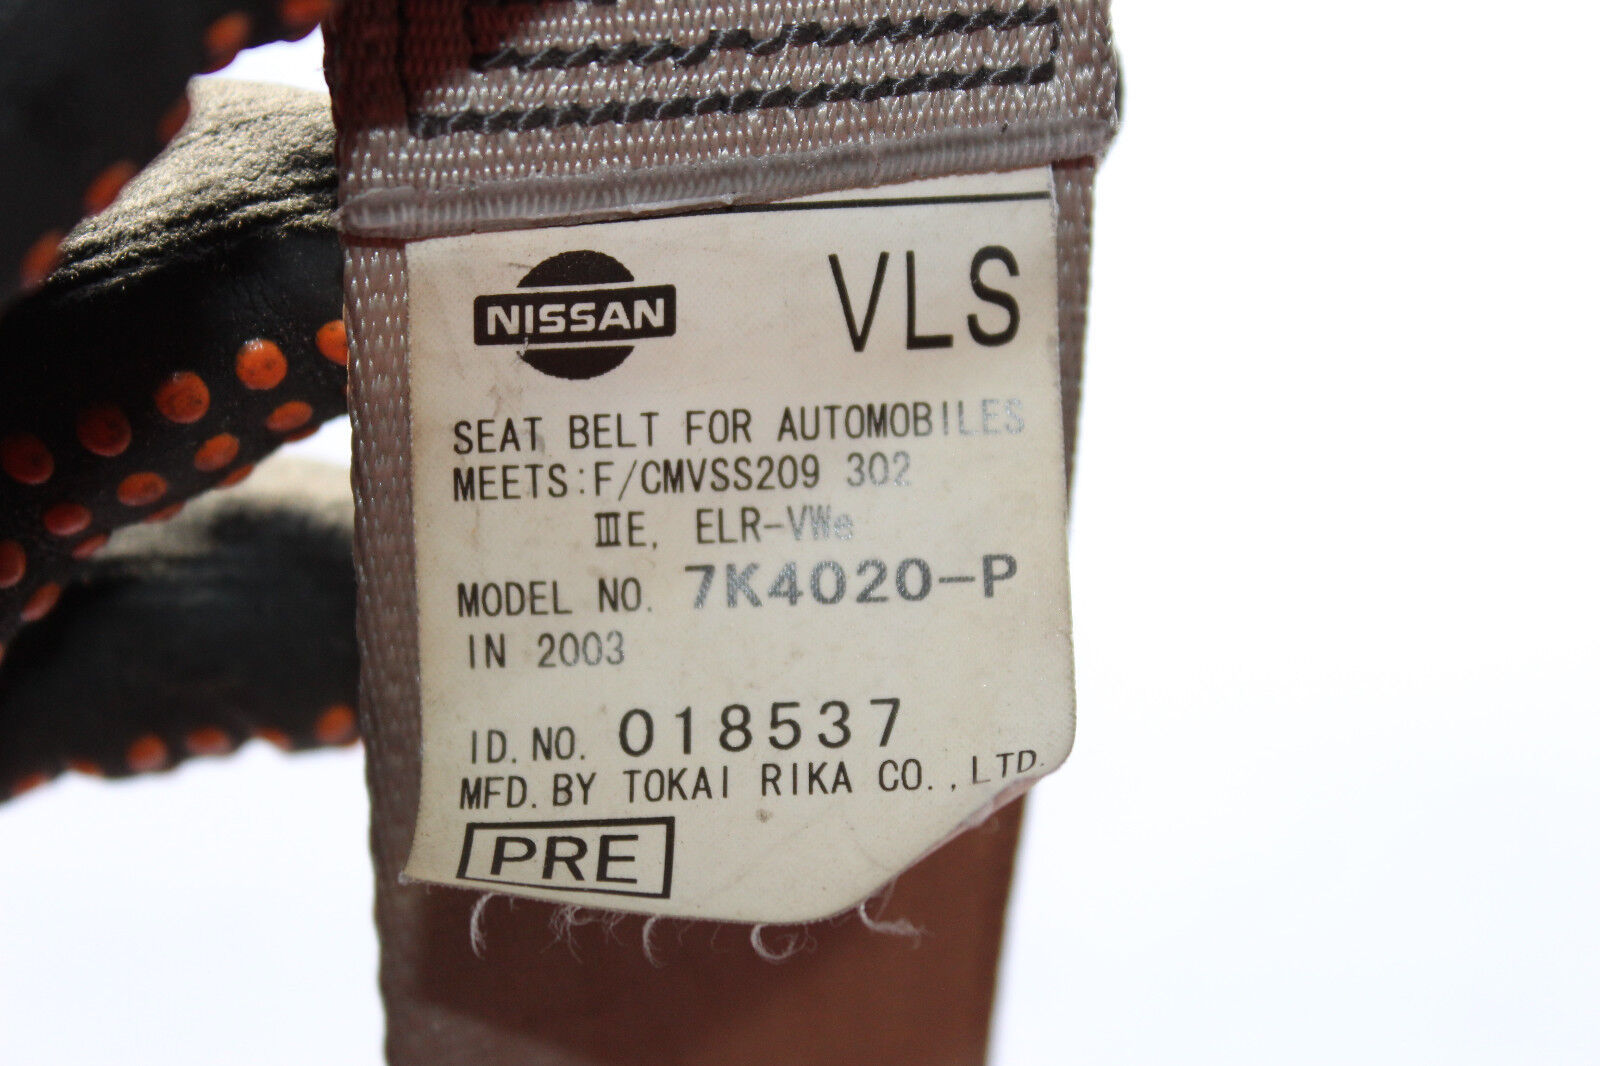 NISSAN VLS
SEAT BELT FOR AUTOMOBILES
MEETS:F/CMVSS209 302
ⅢE, ELR-VWe
MODEL NO. 7K4020-P
IN 2003
ID. NO. 018537
MFD. BY TOKAI RIKA CO., LTD.
PRE